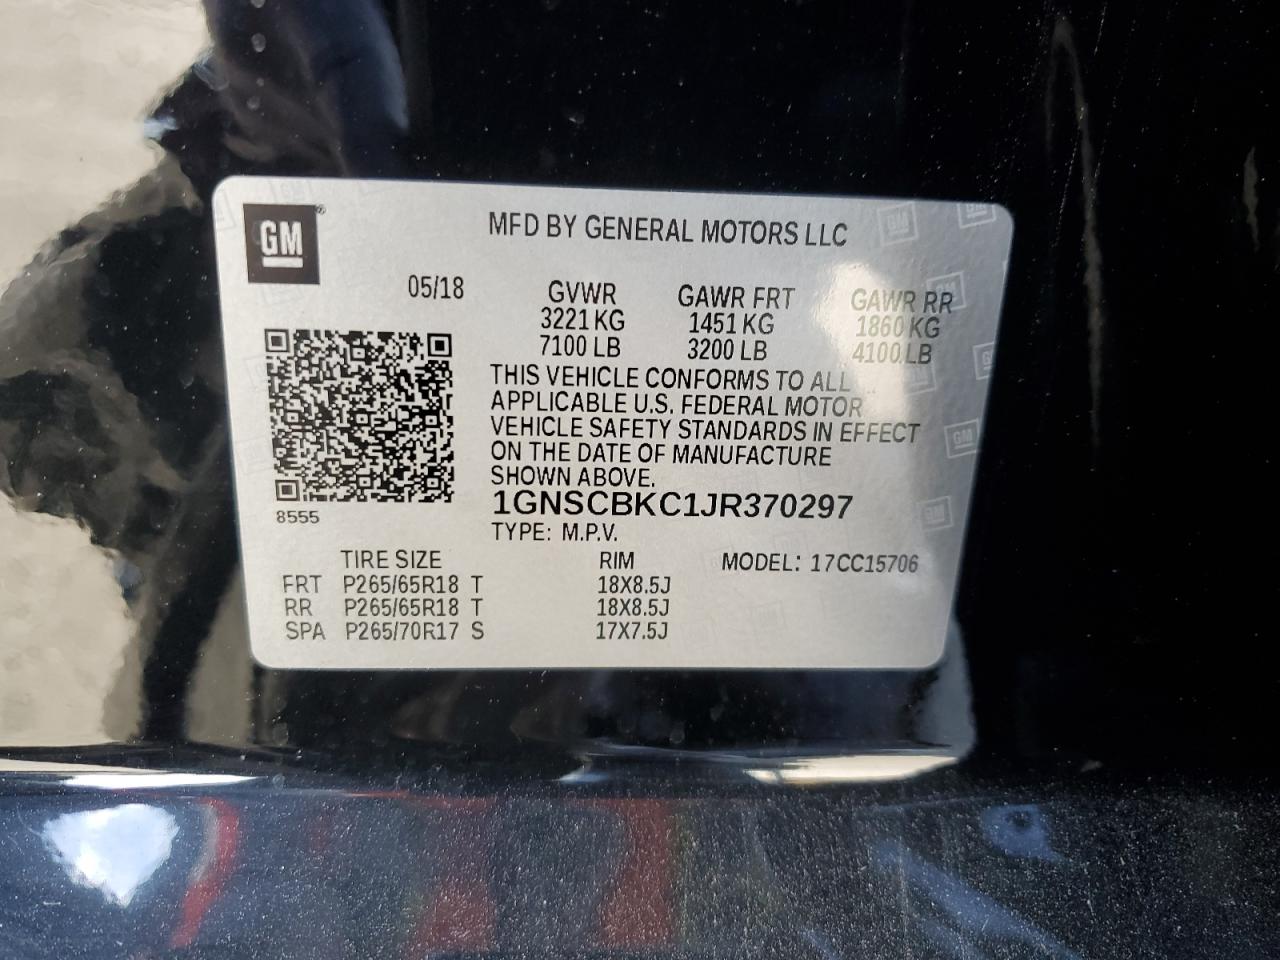 GM
MFD BY GENERAL MOTORS LLC
05/18 GVWR GAWR FRT GAWR RR
3221 KG 1451 KG 1860 KG
7100 LB 3200 LB 4100 LB
THIS VEHICLE CONFORMS TO ALL
APPLICABLE U.S. FEDERAL MOTOR
VEHICLE SAFETY STANDARDS IN EFFECT
ON THE DATE OF MANUFACTURE
SHOWN ABOVE.
8555
1GNSCBKC1JR370297
TYPE: M.P.V.
TIRE SIZE RIM MODEL: 17CC15706
FRT P265/65R18 T 18X8.5J
RR P265/65R18 T 18X8.5J
SPA P265/70R17 S 17X7.5J